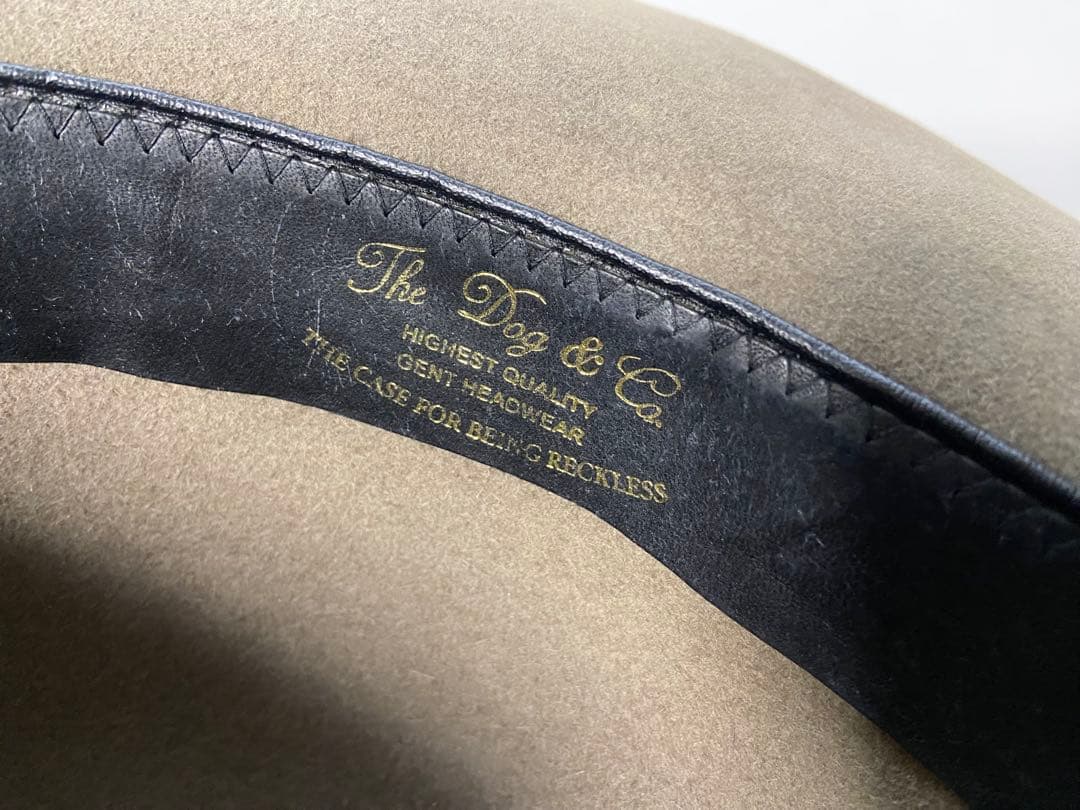 The Dog & Co.
HIGHEST QUALITY
GENT HEADWEAR
THE CASE FOR BEING RECKLESS